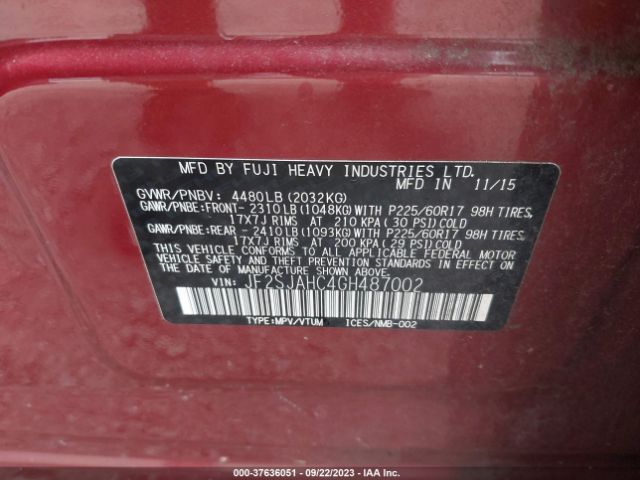 MFD BY FUJI HEAVY INDUSTRIES LTD.
MFD IN 11/15
GVWR/PNBV: 4480LB (2032KG)
GAWR/PNBE:FRONT-2310LB (1048KG) WITH P225/60R17 98H TIRES,
17X7J RIMS AT 210 KPA ( 30 PSI) COLD
GAWR/PNBE:REAR - 2410LB (1093KG) WITH P225/60R17 98H TIRES,
17X7J RIMS AT 200 KPA ( 29 PSI) COLD
THIS VEHICLE CONFORMS TO ALL APPLICABLE FEDERAL MOTOR
VEHICLE SAFETY AND THEFT PREVENTION STANDARDS IN EFFECT
ON THE DATE OF MANUFACTURE SHOWN ABOVE.
VIN: JF2SJAHC4GH487002
TYPE:MPV/VTUM ICES/NMB-002
000-37636051 - 09/22/2023 - IAA Inc.